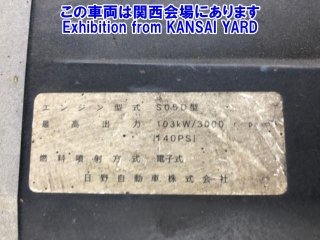 この車両は関西会場にあります
Exhibition from KANSAI YARD
エンジン型式 S05D型
最高出力 103kW/3000 r.p.m
(140PS)
燃料噴射方式 電子式
日野自動車株式会社